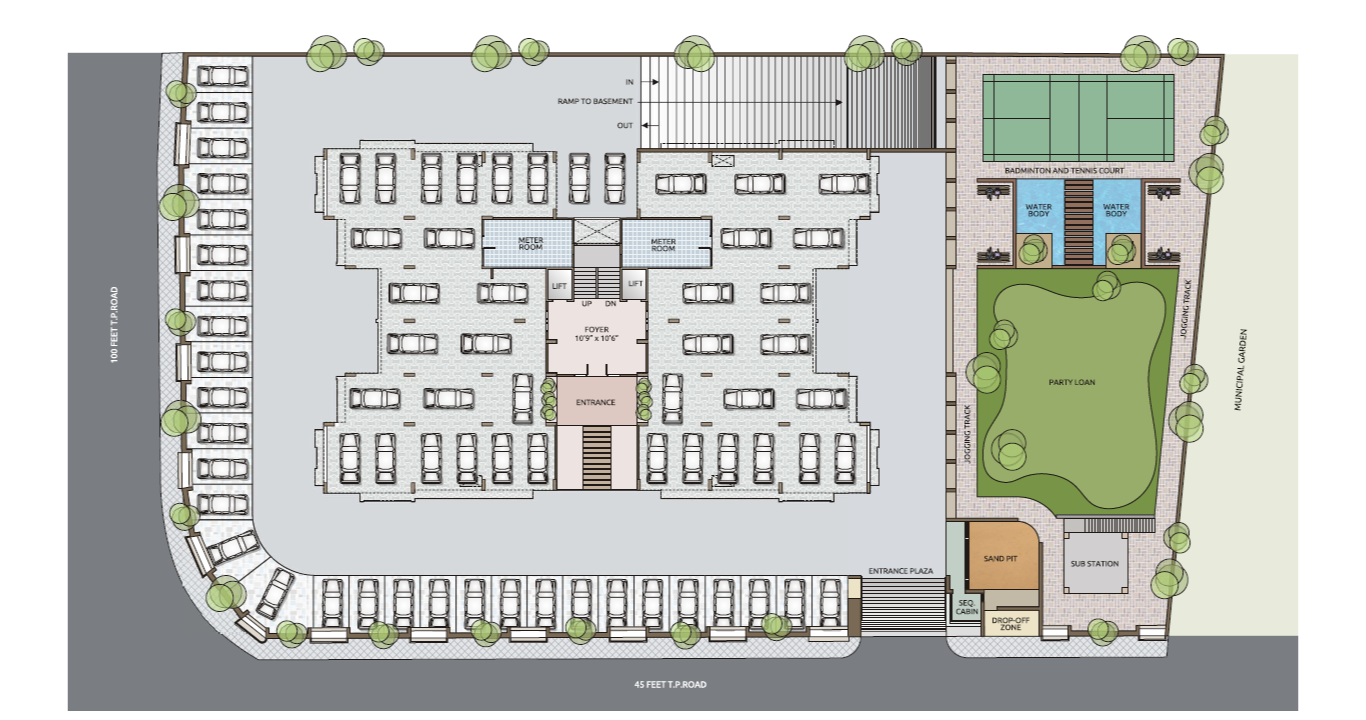 IN
RAMP TO BASEMENT
OUT
BADMINTON AND TENNIS COURT
WATER
BODY
WATER
BODY
METER
ROOM
METER
ROOM
LIFT
LIFT
UP
DN
FOYER
10'9" x 10'6"
ENTRANCE
100 FEET T.P.ROAD
JOGGING TRACK
MUNICIPAL GARDEN
PARTY LOAN
JOGGING TRACK
ENTRANCE PLAZA
SAND PIT
SUB STATION
SEQ.
CABIN
DROP-OFF
ZONE
45 FEET T.P.ROAD